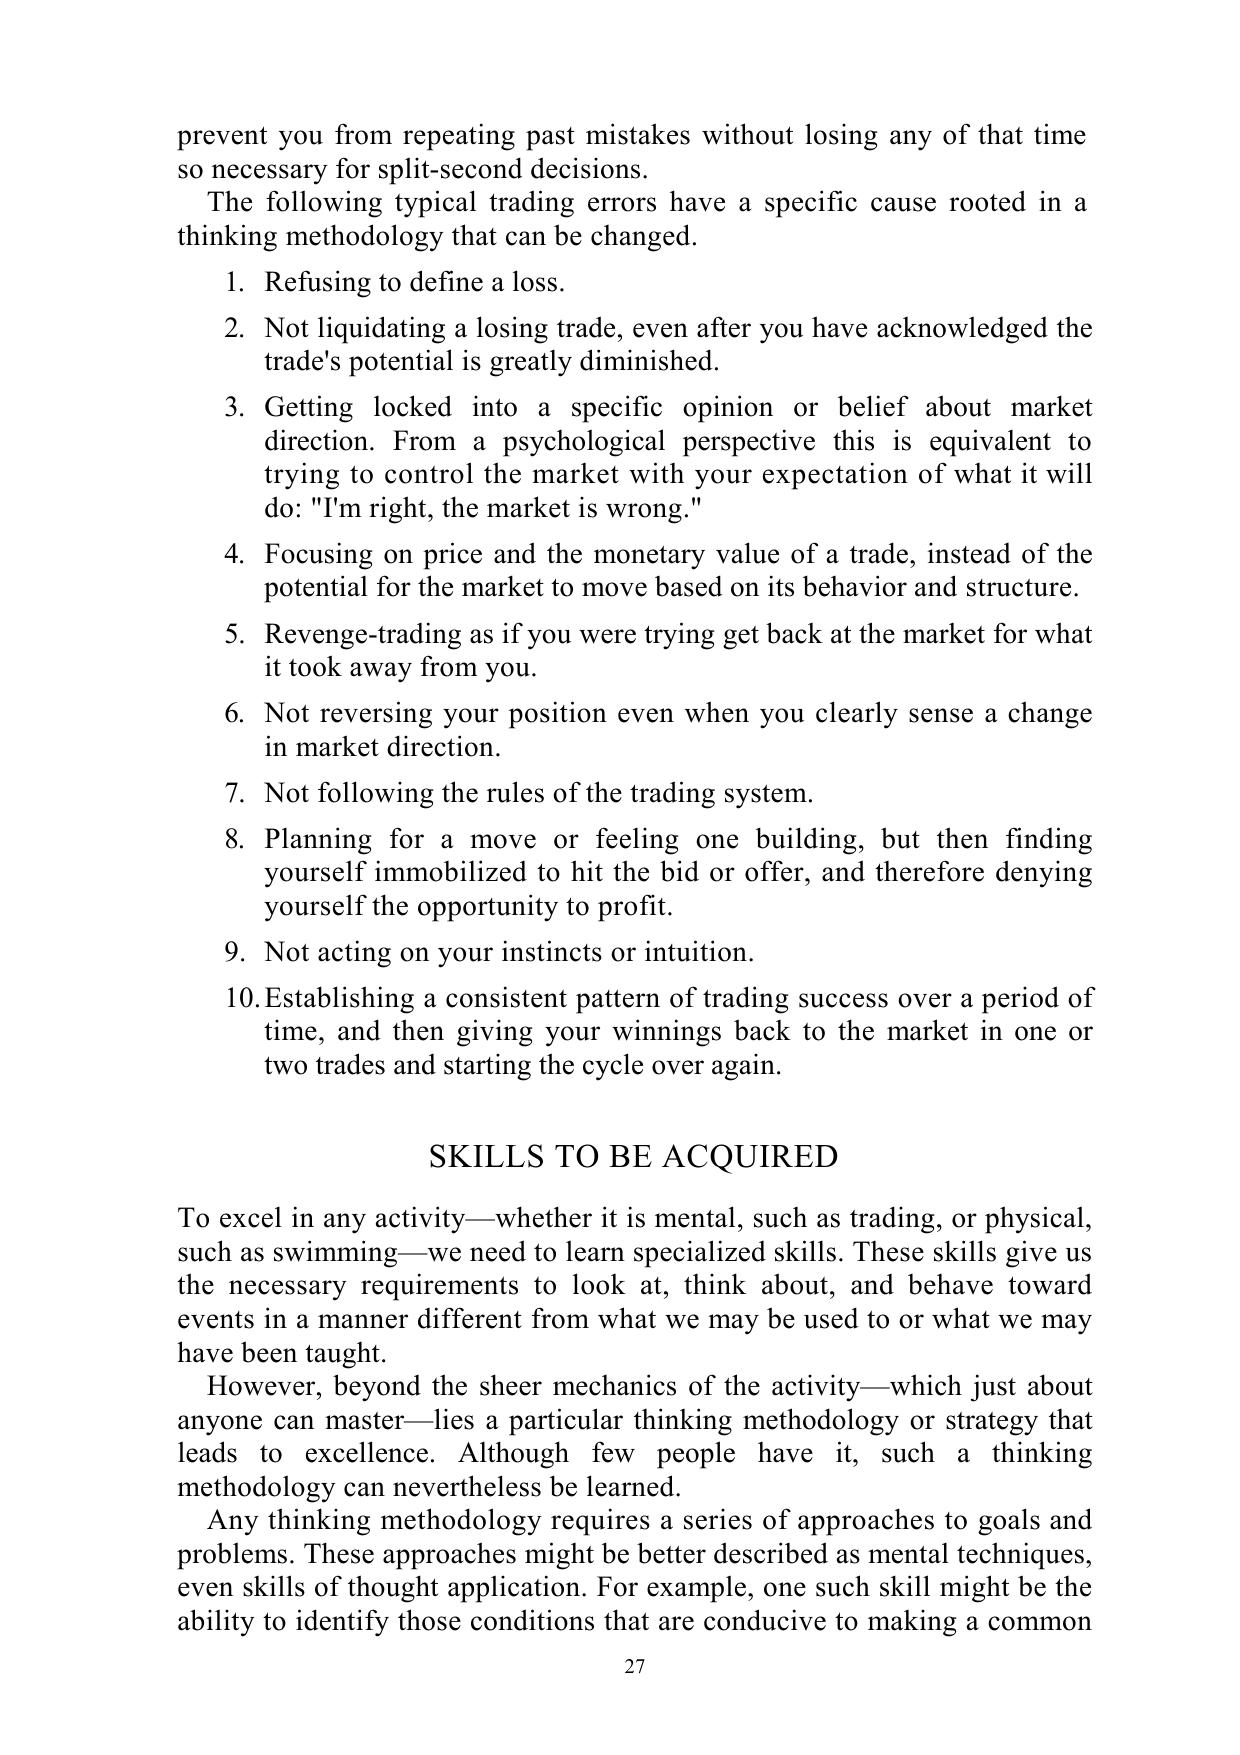 prevent you from repeating past mistakes without losing any of that time
so necessary for split-second decisions.
The following typical trading errors have a specific cause rooted in a
thinking methodology that can be changed.
1. Refusing to define a loss.
2. Not liquidating a losing trade, even after you have acknowledged the
trade's potential is greatly diminished.
3. Getting locked into a specific opinion or belief about market
direction. From a psychological perspective this is equivalent to
trying to control the market with your expectation of what it will
do: "I'm right, the market is wrong."
4. Focusing on price and the monetary value of a trade, instead of the
potential for the market to move based on its behavior and structure.
5. Revenge-trading as if you were trying get back at the market for what
it took away from you.
6. Not reversing your position even when you clearly sense a change
in market direction.
7. Not following the rules of the trading system.
8. Planning for a move or feeling one building, but then finding
yourself immobilized to hit the bid or offer, and therefore denying
yourself the opportunity to profit.
9. Not acting on your instincts or intuition.
10. Establishing a consistent pattern of trading success over a period of
time, and then giving your winnings back to the market in one or
two trades and starting the cycle over again.
SKILLS TO BE ACQUIRED
To excel in any activity—whether it is mental, such as trading, or physical,
such as swimming—we need to learn specialized skills. These skills give us
the necessary requirements to look at, think about, and behave toward
events in a manner different from what we may be used to or what we may
have been taught.
However, beyond the sheer mechanics of the activity—which just about
anyone can master—lies a particular thinking methodology or strategy that
leads to excellence. Although few people have it, such a thinking
methodology can nevertheless be learned.
Any thinking methodology requires a series of approaches to goals and
problems. These approaches might be better described as mental techniques,
even skills of thought application. For example, one such skill might be the
ability to identify those conditions that are conducive to making a common
27